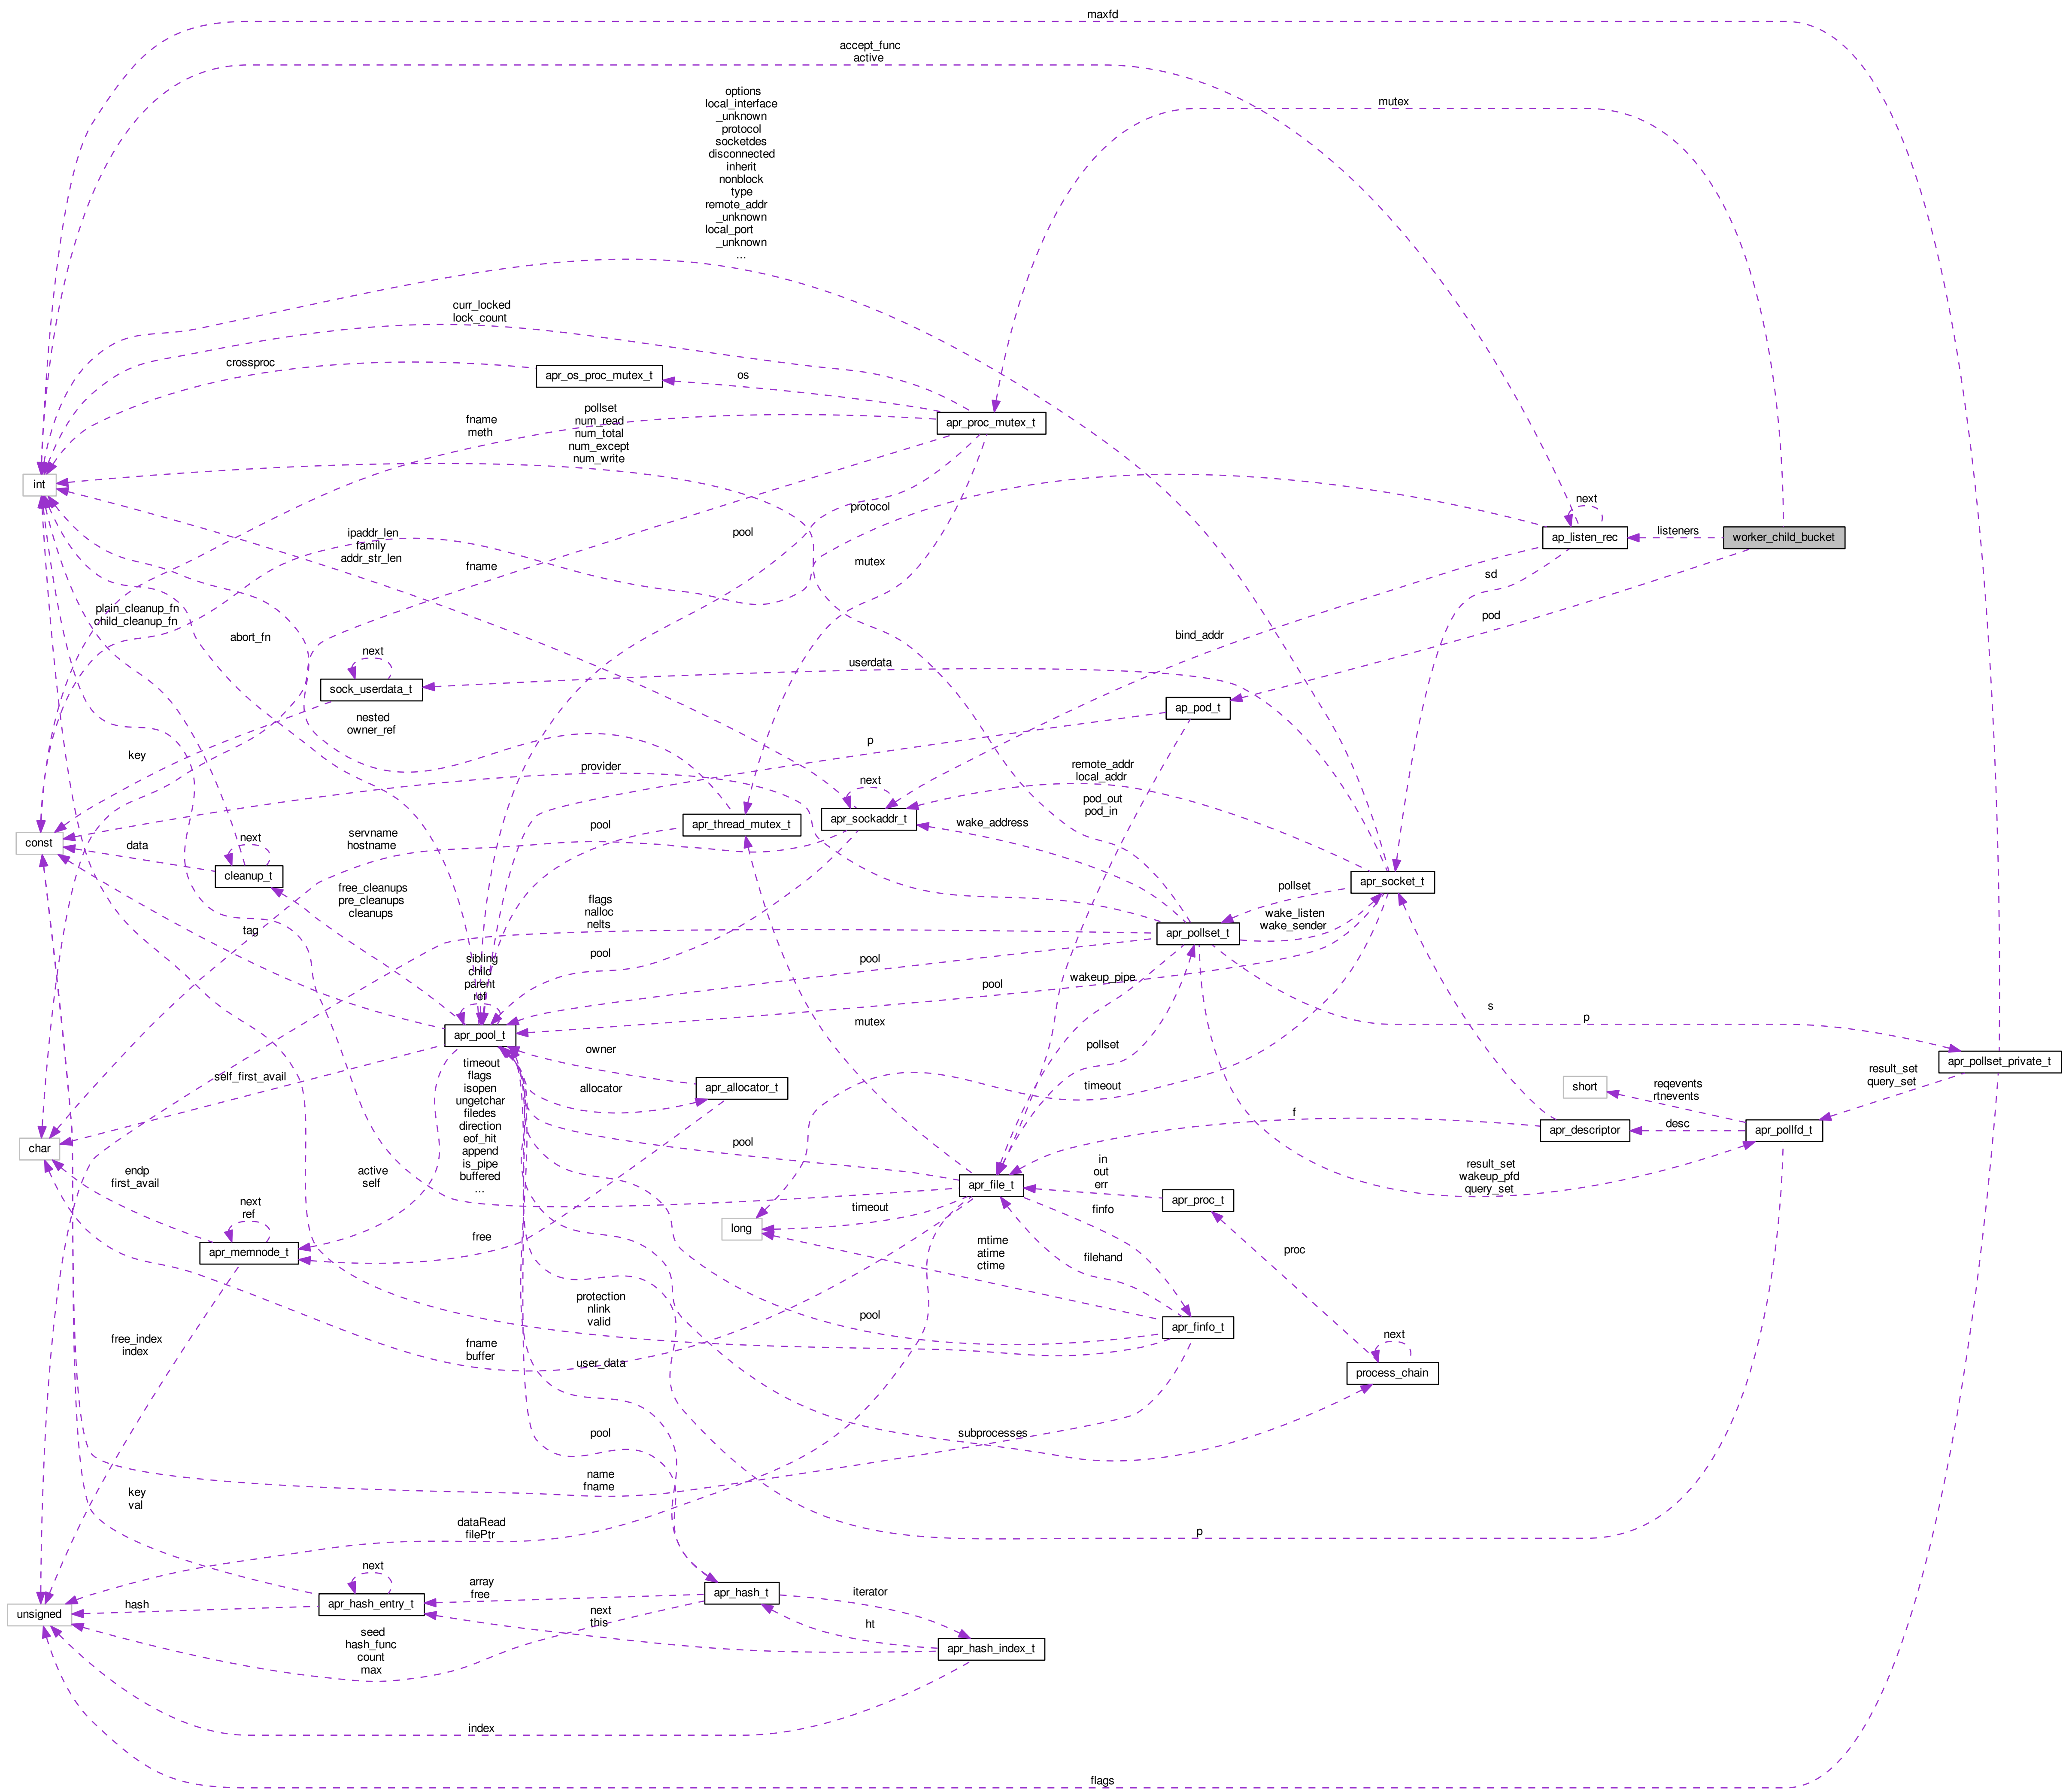 maxfd
accept_func
active
options
local_interface
_unknown
protocol
socketdes
disconnected
inherit
nonblock
type
remote_addr
_unknown
local_port
_unknown
...
mutex
curr_locked
lock_count
crossproc
apr_os_proc_mutex_t
os
apr_proc_mutex_t
fname
meth
pollset
num_read
num_total
num_except
num_write
int
next
ap_listen_rec
listeners
worker_child_bucket
protocol
pool
ipaddr_len
family
addr_str_len
fname
mutex
sd
plain_cleanup_fn
child_cleanup_fn
abort_fn
pod
bind_addr
next
sock_userdata_t
userdata
ap_pod_t
nested
owner_ref
key
p
provider
remote_addr
local_addr
next
apr_sockaddr_t
apr_thread_mutex_t
pool
wake_address
pod_out
pod_in
const
servname
hostname
data
next
cleanup_t
apr_socket_t
pollset
free_cleanups
pre_cleanups
cleanups
flags
nalloc
nelts
wake_listen
wake_sender
apr_pollset_t
tag
pool
pool
sibling
child
parent
ref
wakeup_pipe
pool
s
p
apr_pool_t
mutex
pollset
owner
apr_pollset_private_t
self_first_avail
timeout
flags
isopen
ungetchar
filedes
direction
eof_hit
append
is_pipe
buffered
...
allocator
apr_allocator_t
timeout
short
reqevents
rtnevents
result_set
query_set
f
apr_descriptor
desc
apr_pollfd_t
char
pool
endp
first_avail
active
self
in
out
err
result_set
wakeup_pfd
query_set
apr_file_t
apr_proc_t
next
ref
timeout
finfo
long
free
apr_memnode_t
mtime
atime
ctime
filehand
proc
protection
nlink
valid
pool
apr_finfo_t
free_index
index
fname
buffer
user_data
next
process_chain
pool
subprocesses
name
fname
key
val
dataRead
filePtr
p
next
array
free
apr_hash_t
iterator
unsigned
hash
apr_hash_entry_t
next
this
ht
seed
hash_func
count
max
apr_hash_index_t
index
flags